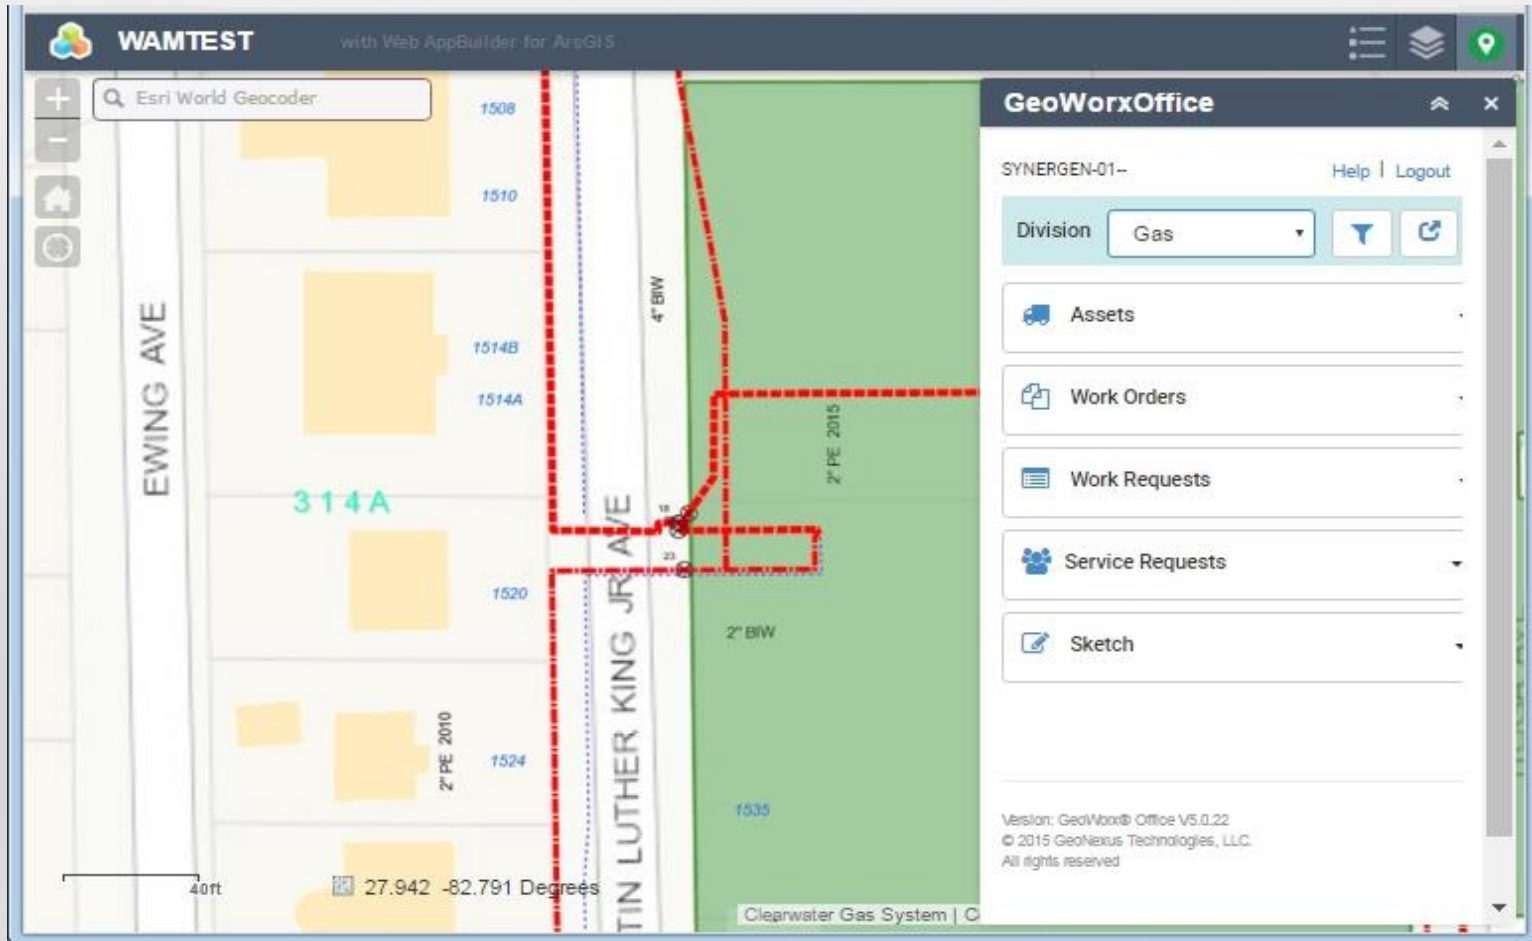 WAMTEST with Web AppBuilder for ArcGIS
Esri World Geocoder
GeoWorxOffice
SYNERGEN-01--
Help | Logout
Division Gas
Assets
Work Orders
Work Requests
Service Requests
Sketch
Version: GeoWorx® Office V5.0.22
© 2015 GeoNexus Technologies, LLC.
All rights reserved
1508
1510
4" BIW
1514B
EWING AVE
1514A
2" PE 2015
314A
18
23
1520
2" BIW
TIN LUTHER KING JR AVE
2" PE 2010
1524
1535
40ft
27.942 -82.791 Degrees
Clearwater Gas System | C